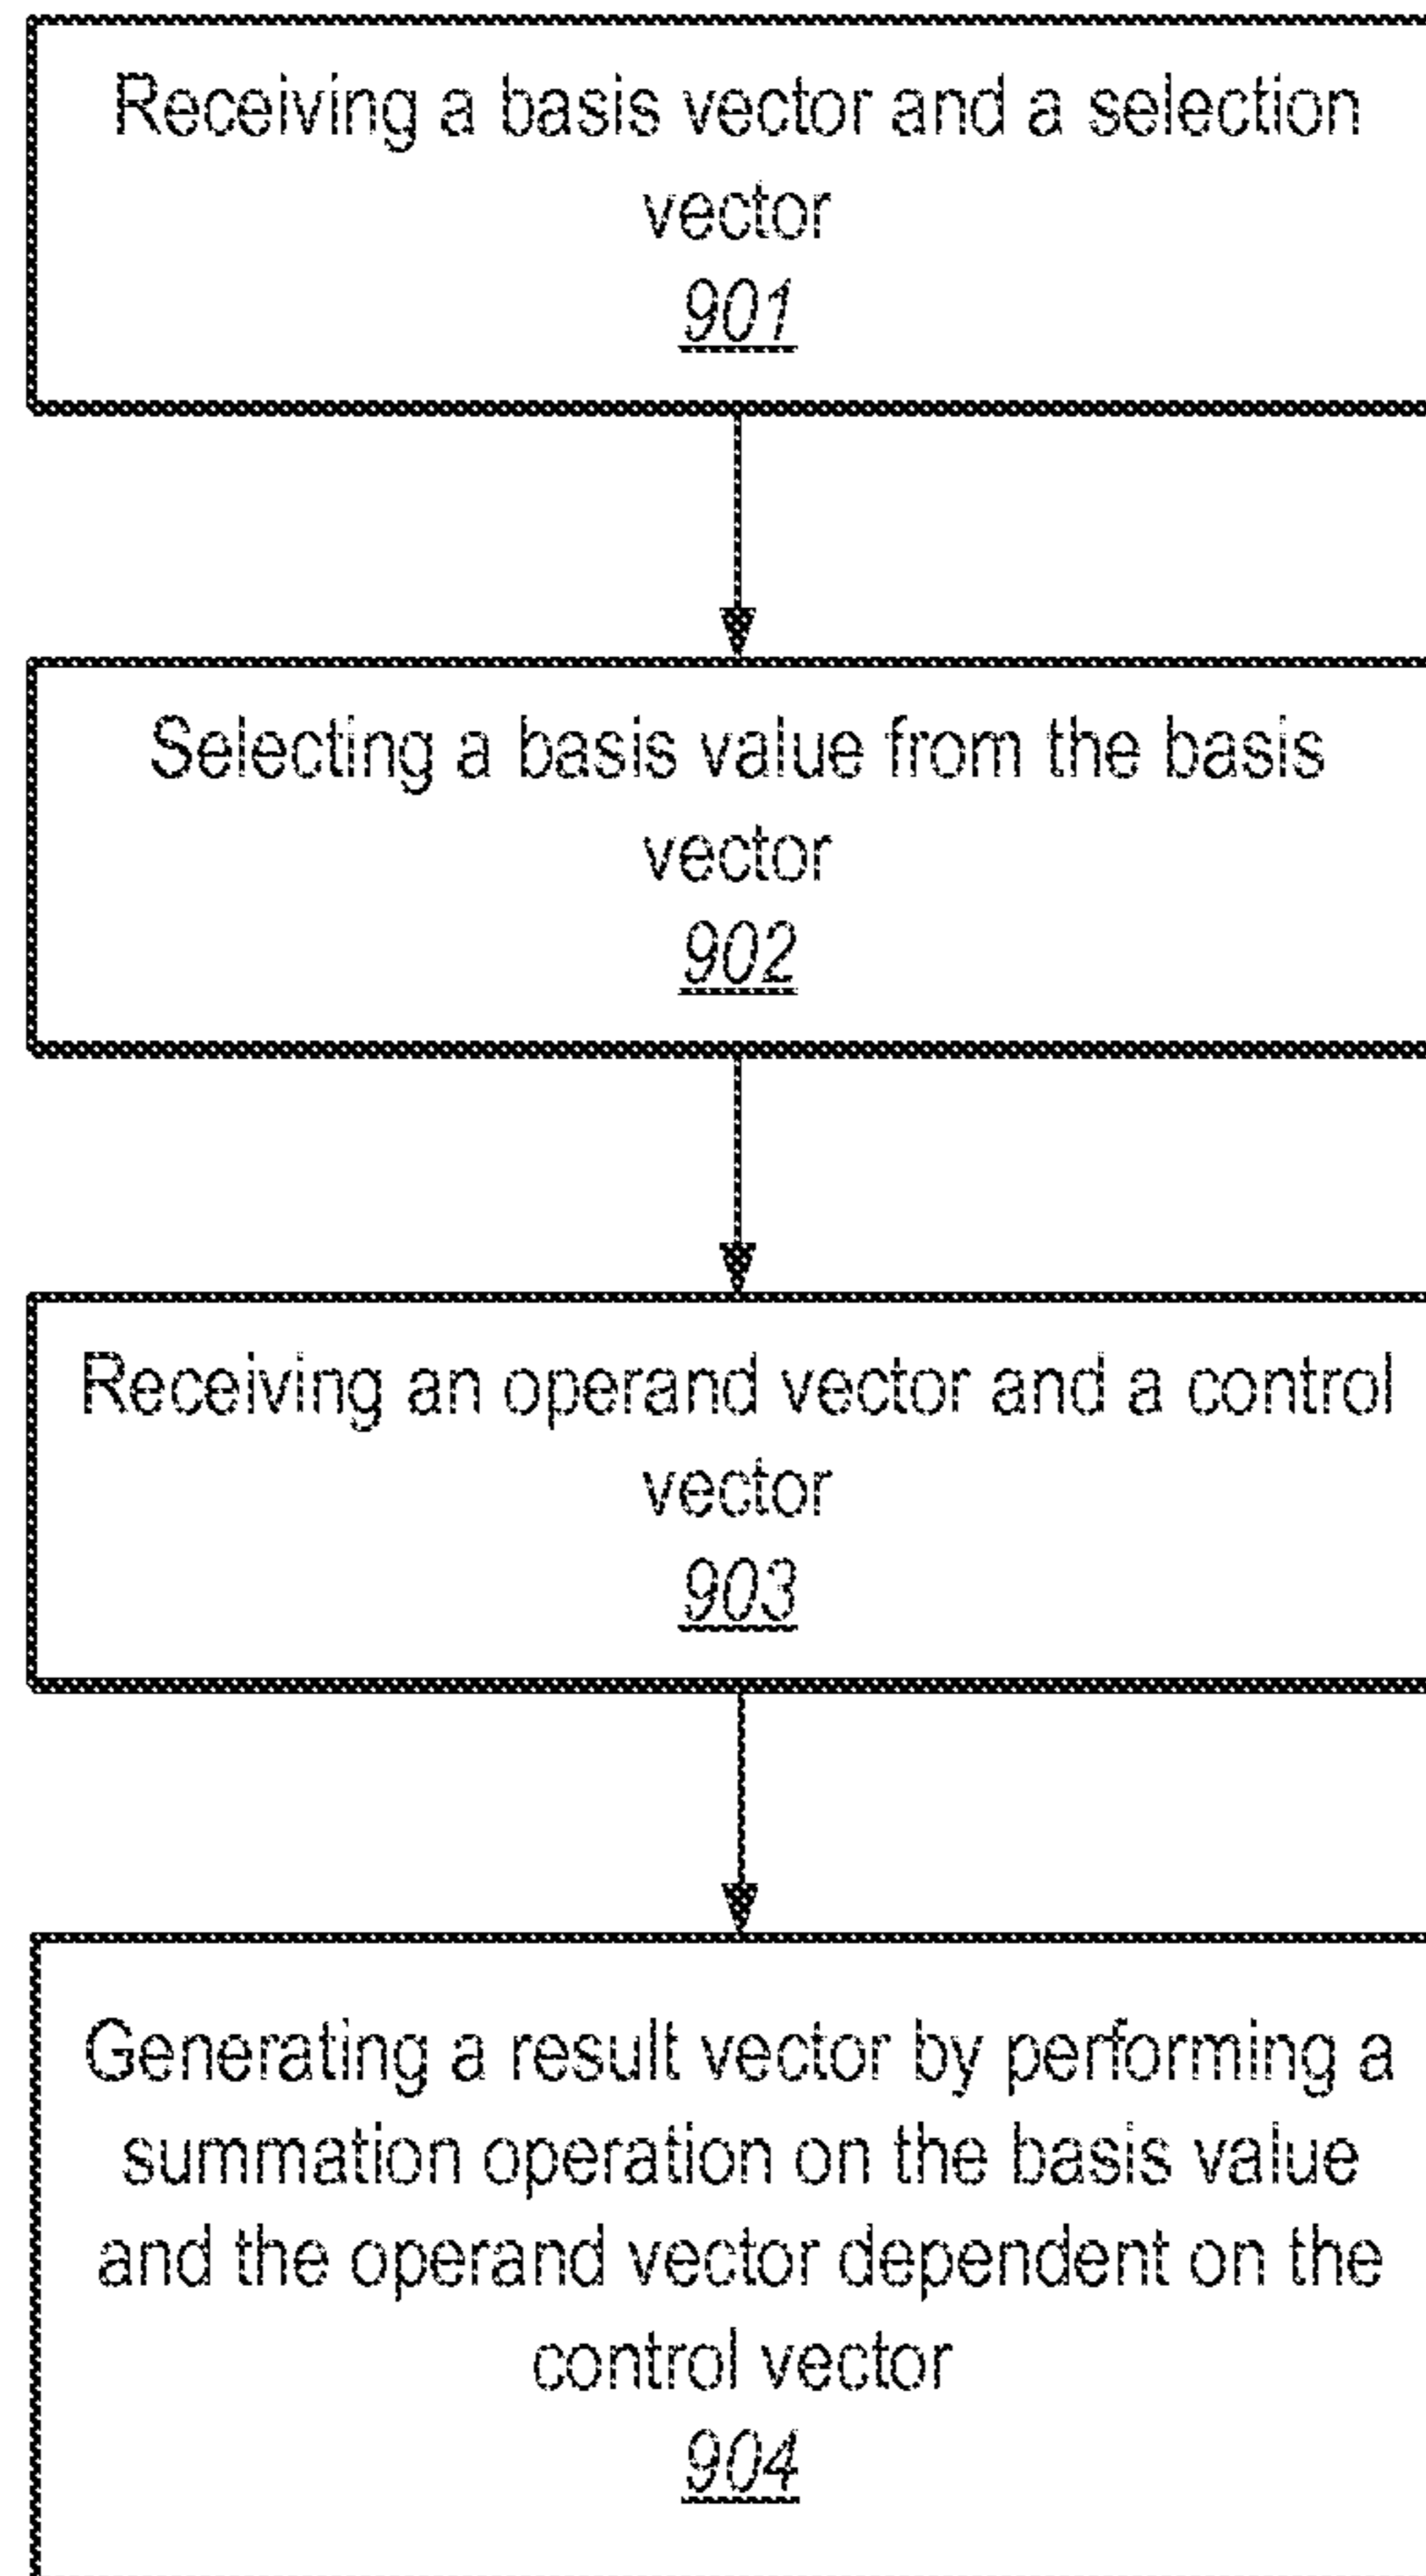 Receiving a basis vector and a selection
vector
901
Selecting a basis value from the basis
vector
902
Receiving an operand vector and a control
vector
903
Generating a result vector by performing a
summation operation on the basis value
and the operand vector dependent on the
control vector
904